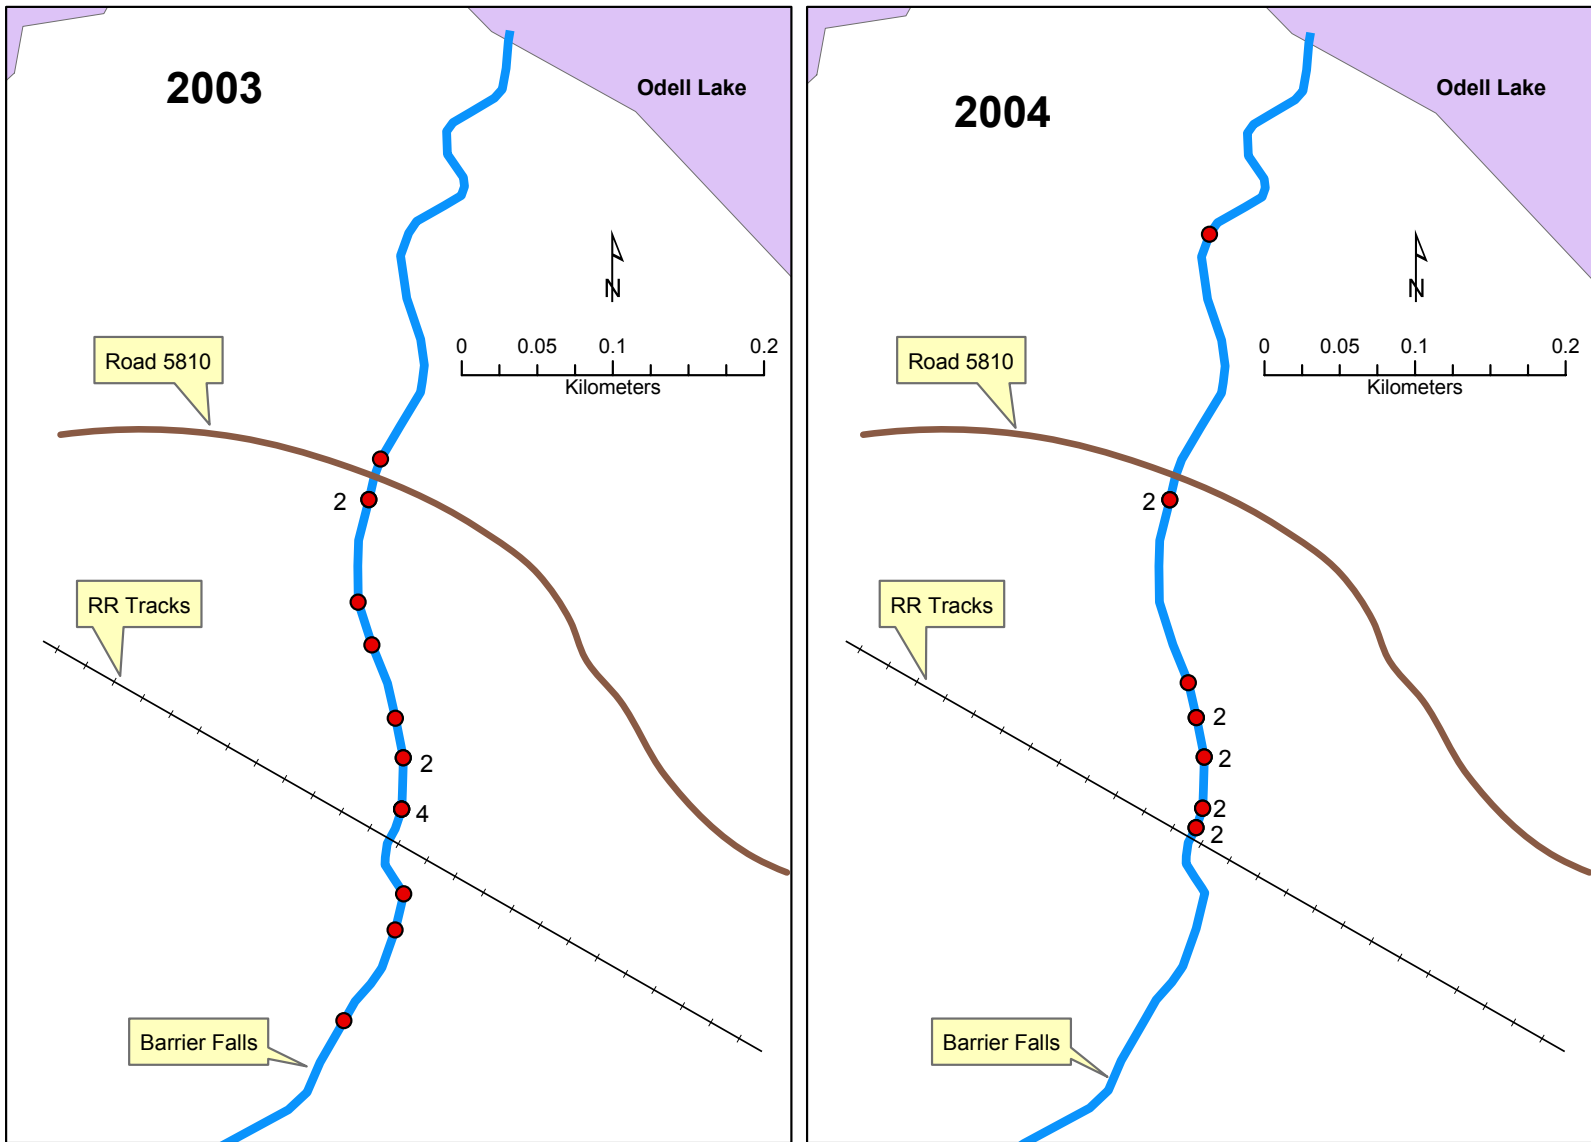 2003
Odell Lake
N
0 0.05 0.1 0.2
Kilometers
Road 5810
2
RR Tracks
2
4
Barrier Falls
2004
Odell Lake
N
0 0.05 0.1 0.2
Kilometers
Road 5810
2
RR Tracks
2
2
2
2
Barrier Falls